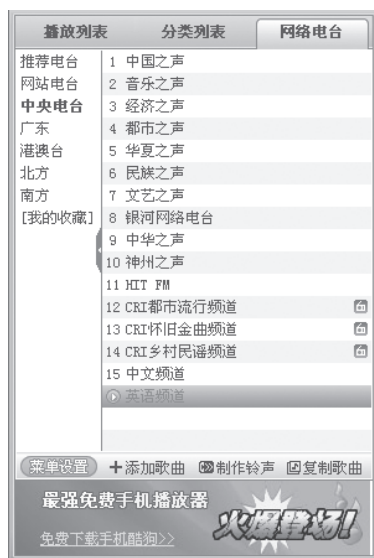 播放列表 分类列表 网络电台
推荐电台
网站电台
中央电台
广东
港澳台
北方
南方
[我的收藏]
1 中国之声
2 音乐之声
3 经济之声
4 都市之声
5 华夏之声
6 民族之声
7 文艺之声
8 银河网络电台
9 中华之声
10 神州之声
11 HIT FM
12 CRI都市流行频道
13 CRI怀旧金曲频道
14 CRI乡村民谣频道
15 中文频道
英语频道
菜单设置 添加歌曲 制作铃声 复制歌曲
最强免费手机播放器
免费下载手机酷狗>>
火爆登场!